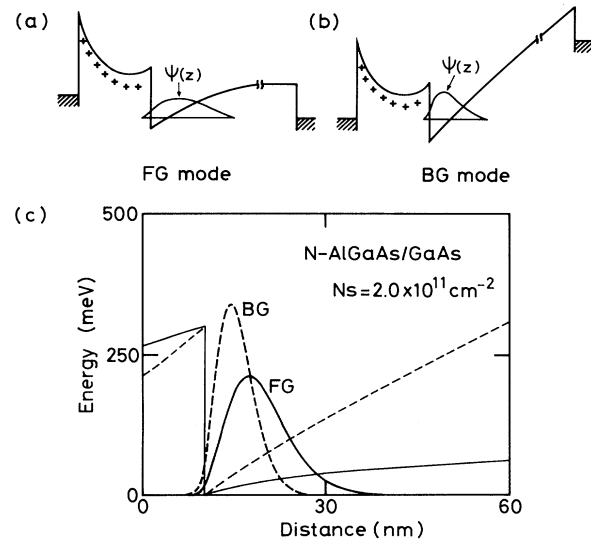 (a)
(b)
Ψ(z)
Ψ(z)
FG mode
BG mode
(c)
500
250
0
Energy (meV)
N-AlGaAs/GaAs
Ns=2.0x10¹¹cm⁻²
BG
FG
0
30
60
Distance (nm)